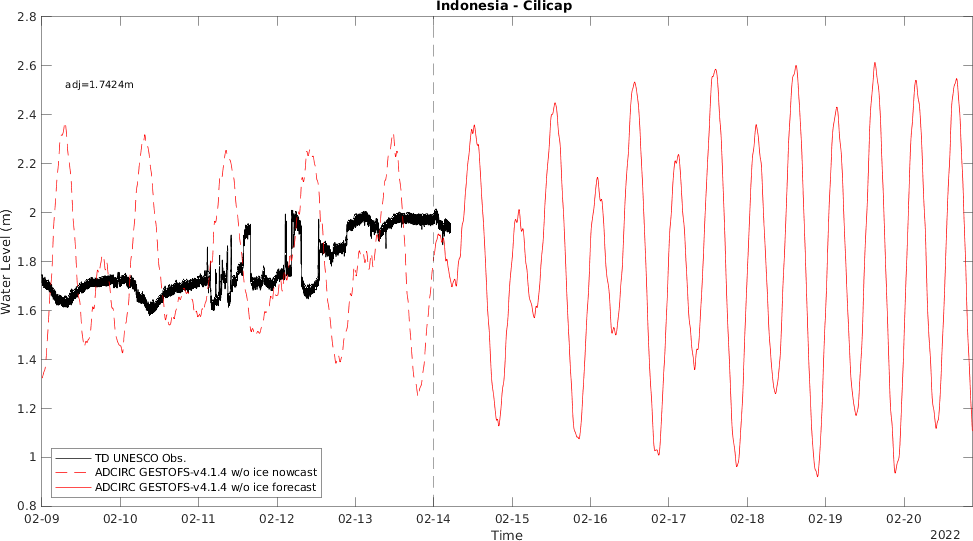 Indonesia - Cilicap
2.8
2.6
adj=1.7424m
2.4
2.2
2
1.8
1.6
1.4
1.2
1
0.8
Water Level (m)
TD UNESCO Obs.
ADCIRC GESTOFS-v4.1.4 w/o ice nowcast
ADCIRC GESTOFS-v4.1.4 w/o ice forecast
02-09 02-10 02-11 02-12 02-13 02-14 02-15 02-16 02-17 02-18 02-19 02-20
Time
2022